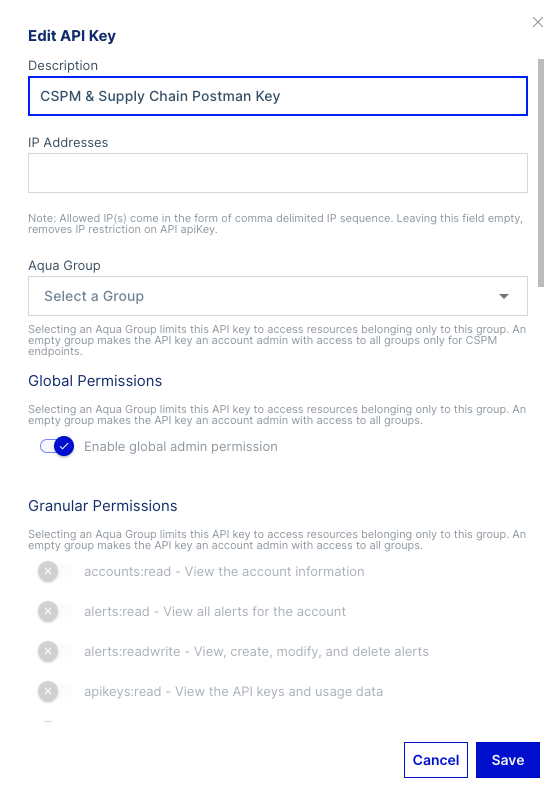 Edit API Key
Description
CSPM & Supply Chain Postman Key
IP Addresses
Note: Allowed IP(s) come in the form of comma delimited IP sequence. Leaving this field empty,
removes IP restriction on API apiKey.
Aqua Group
Select a Group
Selecting an Aqua Group limits this API key to access resources belonging only to this group. An
empty group makes the API key an account admin with access to all groups only for CSPM
endpoints.
Global Permissions
Selecting an Aqua Group limits this API key to access resources belonging only to this group. An
empty group makes the API key an account admin with access to all groups.
Enable global admin permission
Granular Permissions
Selecting an Aqua Group limits this API key to access resources belonging only to this group. An
empty group makes the API key an account admin with access to all groups.
accounts:read - View the account information
alerts:read - View all alerts for the account
alerts:readwrite - View, create, modify, and delete alerts
apikeys:read - View the API keys and usage data
Cancel
Save